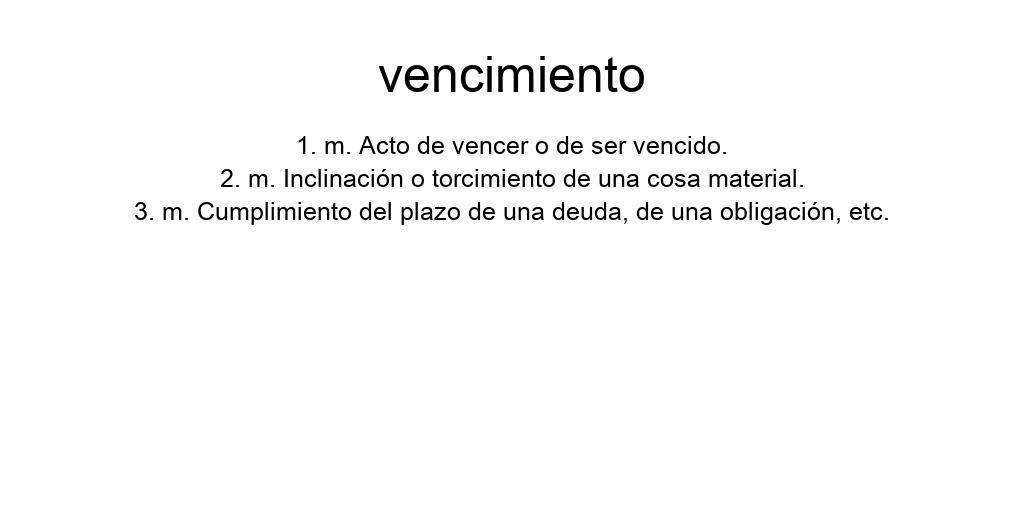 vencimiento
1. m. Acto de vencer o de ser vencido.
2. m. Inclinación o torcimiento de una cosa material.
3. m. Cumplimiento del plazo de una deuda, de una obligación, etc.